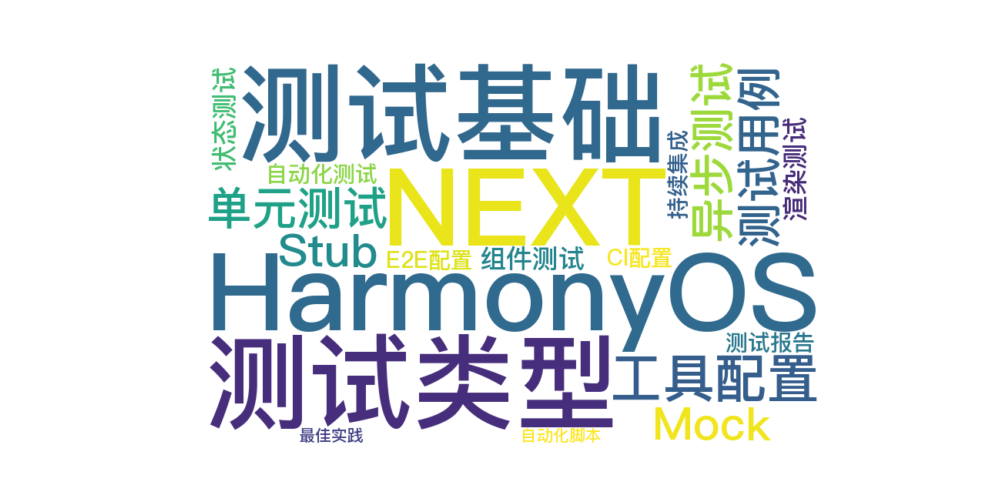 测试基础
状态测试
自动化测试
NEXT
单元测试
Stub
E2E配置
组件测试
CI配置
持续集成
异步测试
测试用例
渲染测试
HarmonyOS
测试类型
测试报告
工具配置
Mock
最佳实践
自动化脚本